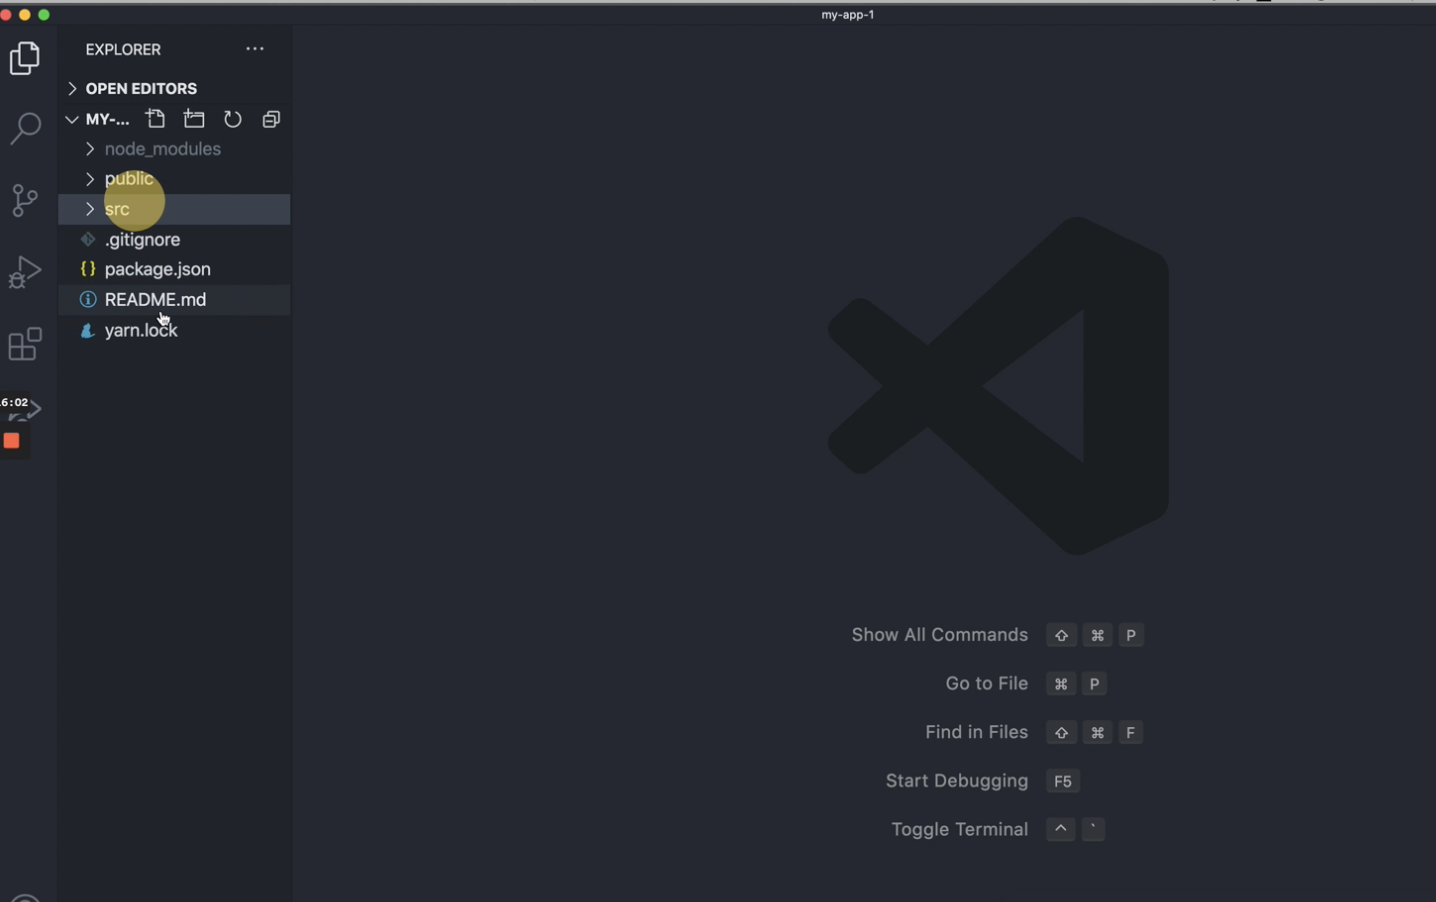 my-app-1
EXPLORER
OPEN EDITORS
MY-...
node_modules
public
src
.gitignore
{} package.json
README.md
yarn.lock
6:02
Show All Commands ⇧ ⌘ P
Go to File ⌘ P
Find in Files ⇧ ⌘ F
Start Debugging F5
Toggle Terminal ^ `